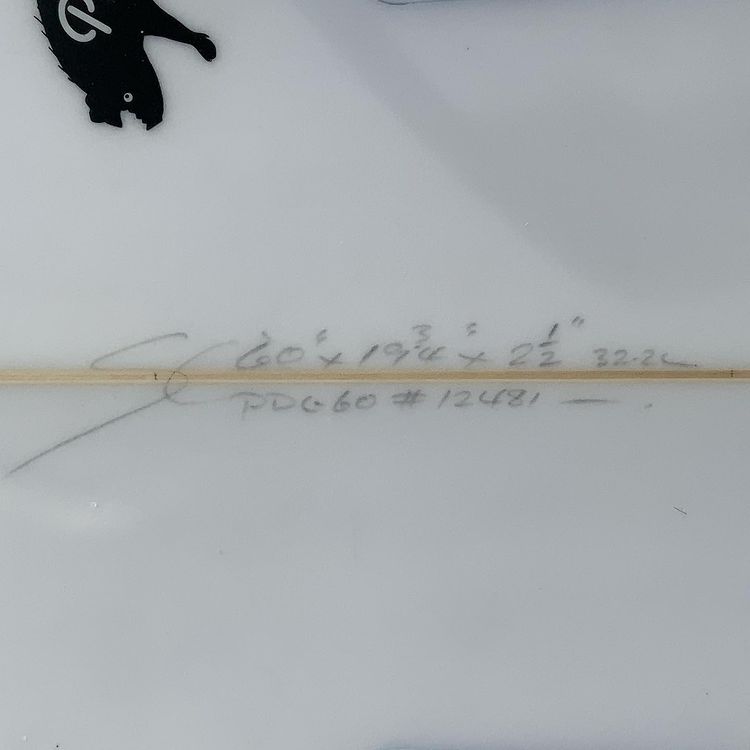 6'0" x 19 3/4" x 2 1/2" 32.2L
PDG60 #12481 —